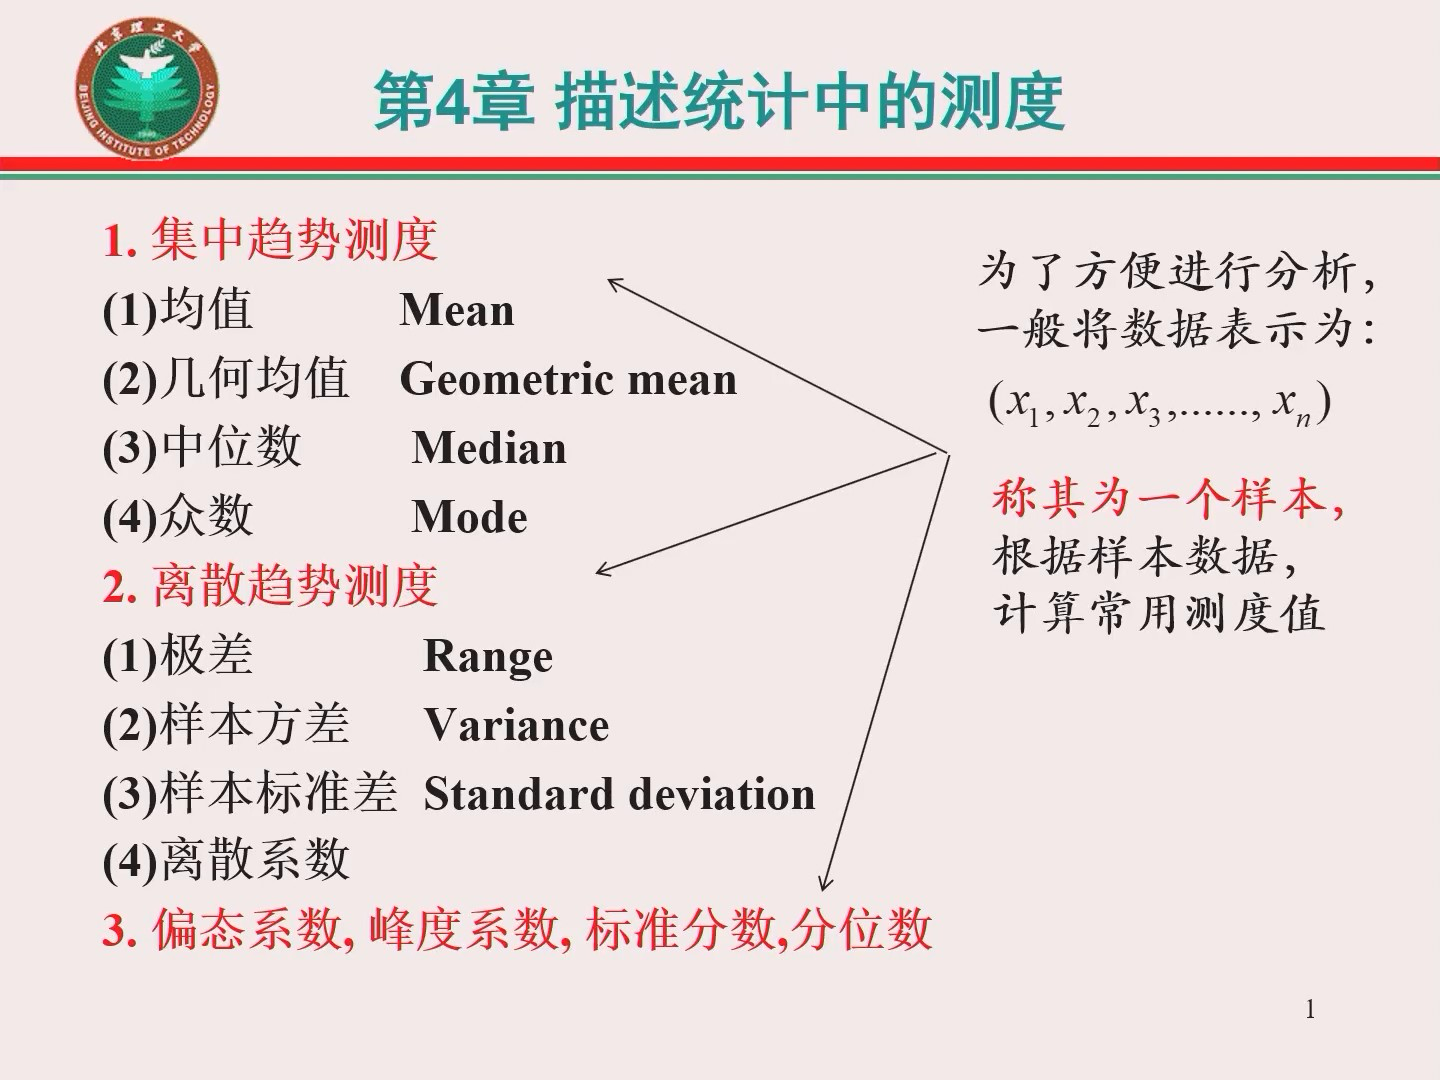 北京理工大学
BEIJING INSTITUTE OF TECHNOLOGY
1940
第4章 描述统计中的测度
1. 集中趋势测度
(1)均值 Mean
(2)几何均值 Geometric mean
(3)中位数 Median
(4)众数 Mode
2. 离散趋势测度
(1)极差 Range
(2)样本方差 Variance
(3)样本标准差 Standard deviation
(4)离散系数
3. 偏态系数, 峰度系数, 标准分数,分位数
为了方便进行分析，
一般将数据表示为：
(x₁, x₂, x₃,......, xₙ)
称其为一个样本，
根据样本数据，
计算常用测度值
1